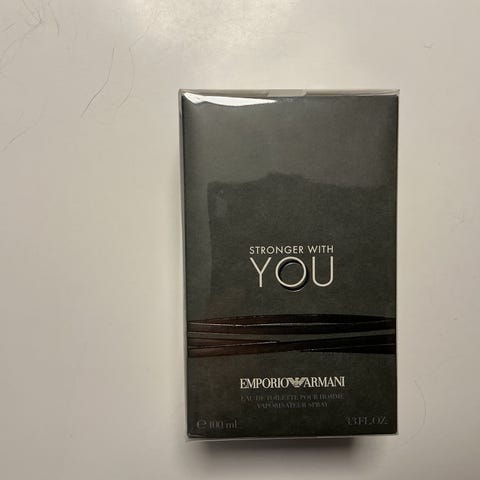 STRONGER WITH
YOU
EMPORIO ARMANI
EAU DE TOILETTE POUR HOMME
VAPORISATEUR SPRAY
℮ 100 ml 3.3 FL.OZ